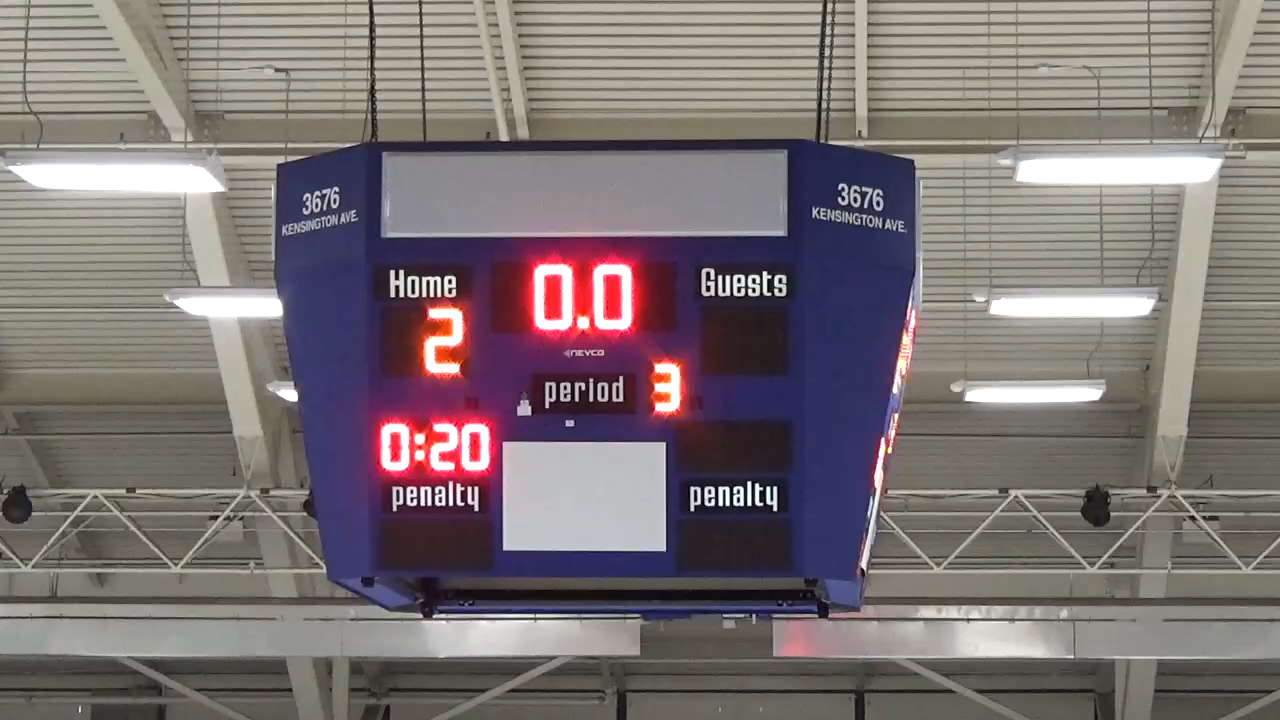 3676
KENSINGTON AVE.
3676
KENSINGTON AVE.
Home
0.0
Guests
2
NEVCO
period 3
0:20
penalty
penalty